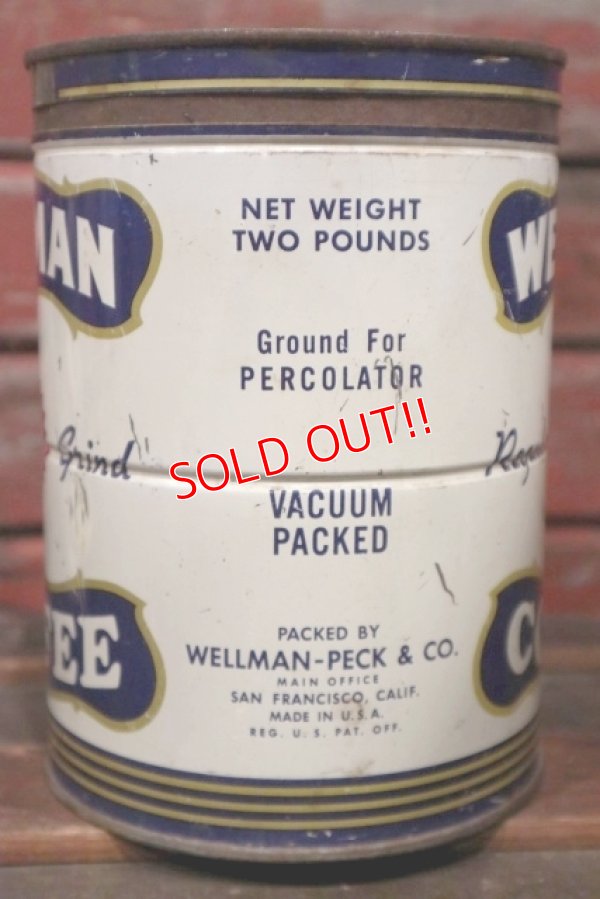 MAN
WE
NET WEIGHT
TWO POUNDS
Ground For
PERCOLATOR
Grind
SOLD OUT!!
VACUUM
PACKED
FEE
PACKED BY
WELLMAN-PECK & CO.
MAIN OFFICE
SAN FRANCISCO, CALIF.
MADE IN U.S.A.
REG. U. S. PAT. OFF.